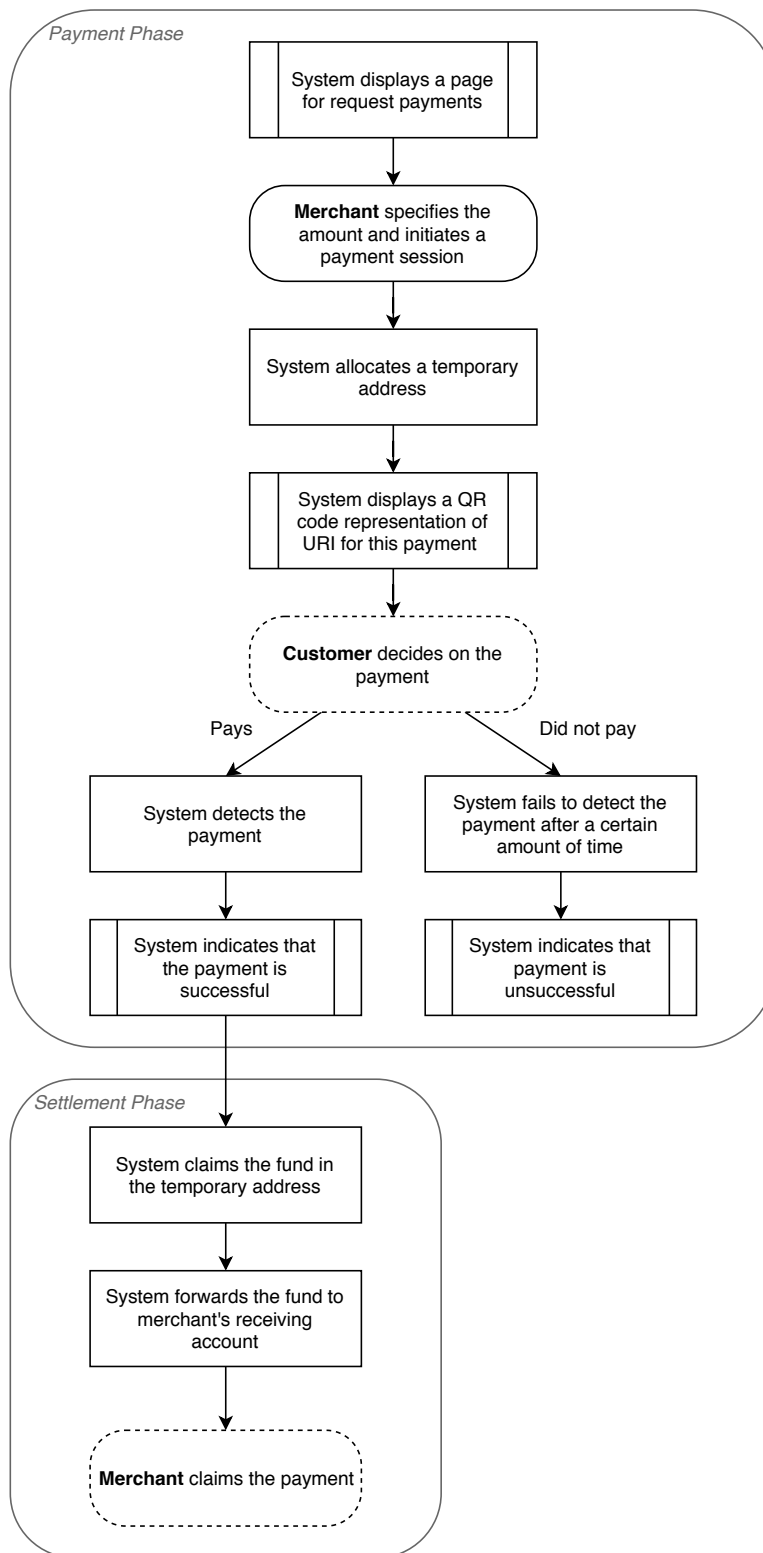 Payment Phase
System displays a page
for request payments
Merchant specifies the
amount and initiates a
payment session
System allocates a temporary
address
System displays a QR
code representation of
URI for this payment
Customer decides on the
payment
Pays
Did not pay
System detects the
payment
System fails to detect the
payment after a certain
amount of time
System indicates that
the payment is
successful
System indicates that
payment is
unsuccessful
Settlement Phase
System claims the fund in
the temporary address
System forwards the fund to
merchant's receiving
account
Merchant claims the payment